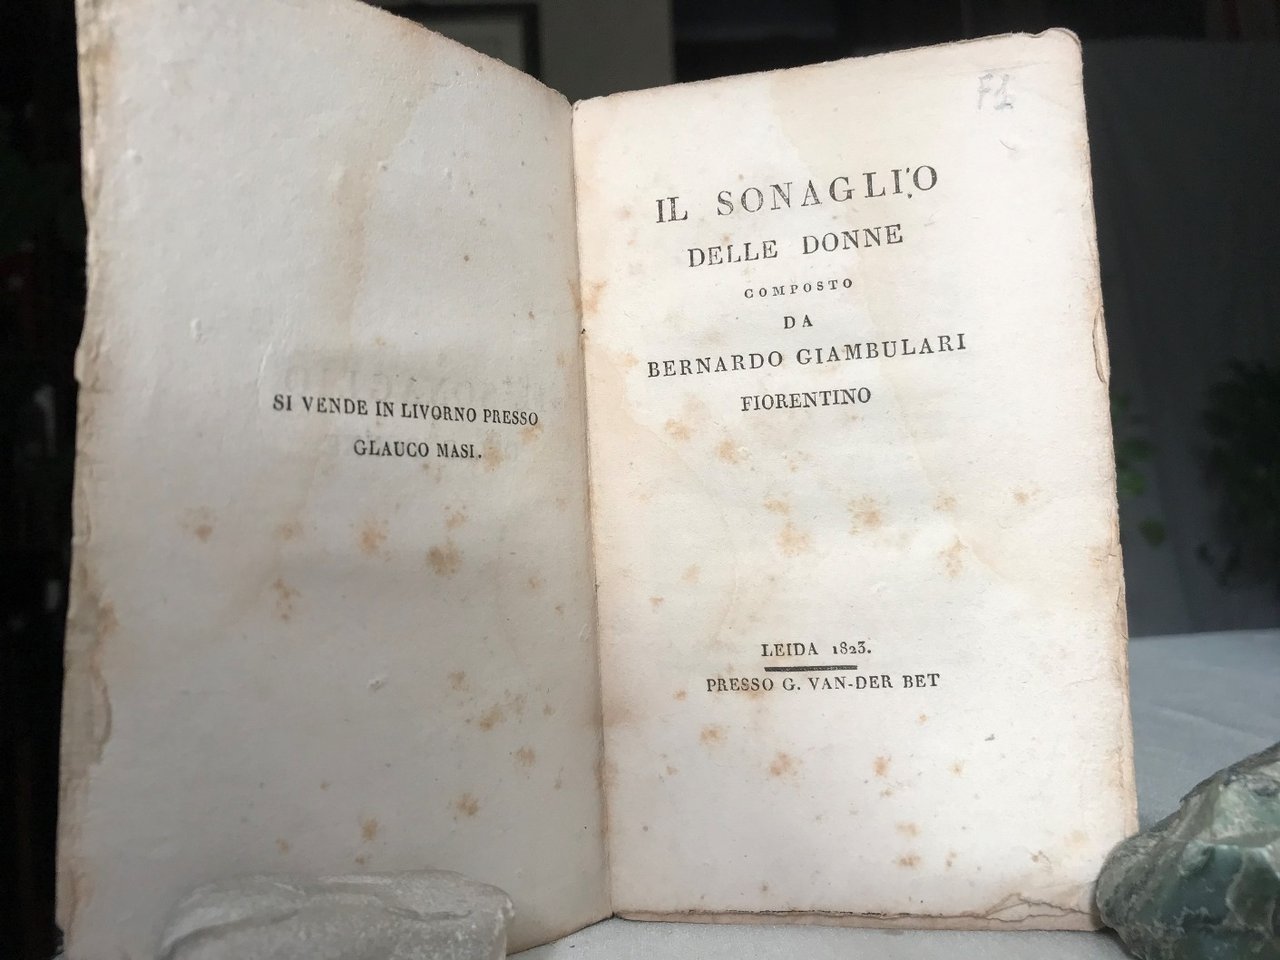 SI VENDE IN LIVORNO PRESSO
GLAUCO MASI.
F1
IL SONAGLIO
DELLE DONNE
COMPOSTO
DA
BERNARDO GIAMBULARI
FIORENTINO
LEIDA 1823.
PRESSO G. VAN-DER BET